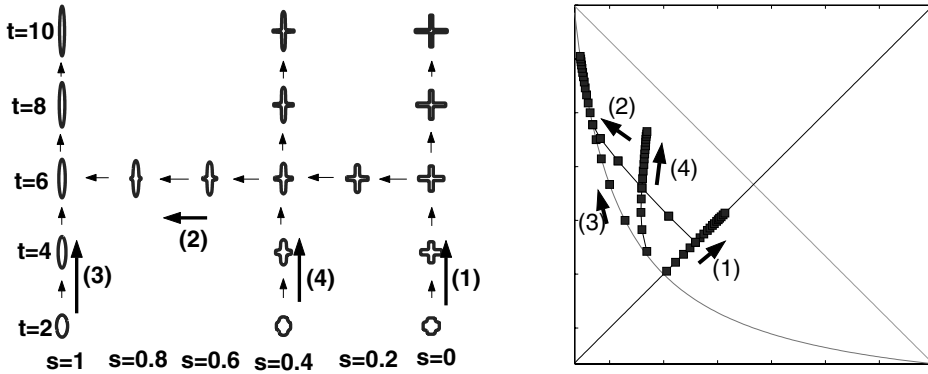 t=10
t=8
t=6
(2)
t=4
(3)
(4)
(1)
t=2
s=1 s=0.8 s=0.6 s=0.4 s=0.2 s=0
(2)
(4)
(3)
(1)